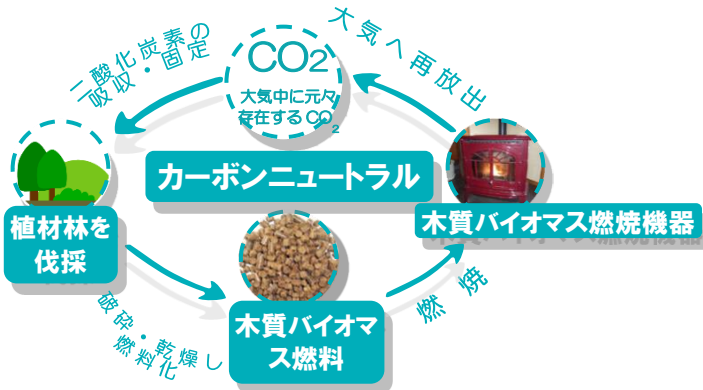 二酸化炭素の
吸収・固定
CO2
大気中に元々
存在するCO2
大気へ再放出
カーボンニュートラル
植材林を
伐採
木質バイオマス燃焼機器
破砕・乾燥し
燃料化
木質バイオマ
ス燃料
燃焼